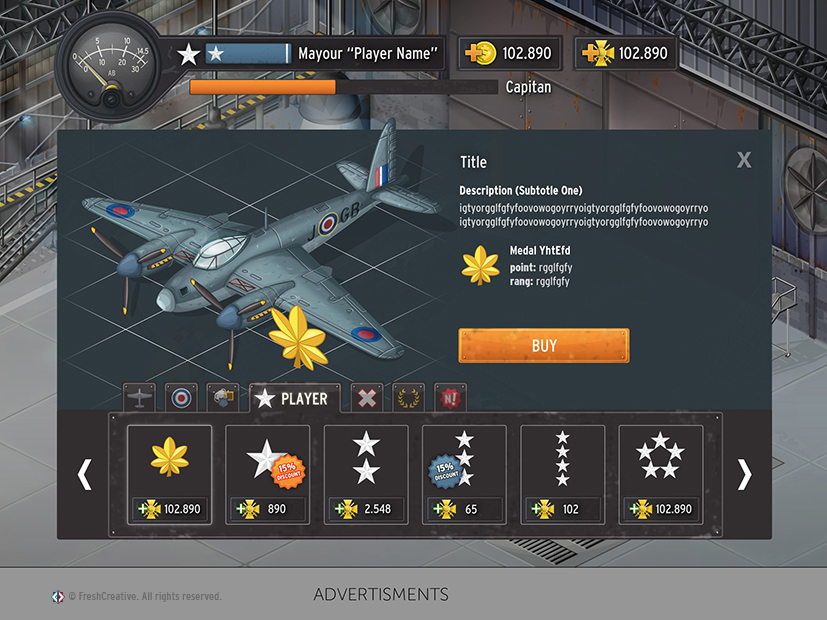 5 10 14,5
0 10 20 30
0
AB
Mayour “Player Name”
102.890
102.890
Capitan
Title
X
Description (Subtotle One)
igtyorgglfgfyfoovowogoyrryoigtyorgglfgfyfoovowogoyrryo
igtyorgglfgfyfoovowogoyrryoigtyorgglfgfyfoovowogoyrryo
J GB
Medal YhtEfd
point: rgglfgfy
rang: rgglfgfy
BUY
PLAYER
N!
15%
DISCOUNT
15%
DISCOUNT
102.890
890
2.548
65
102
102.890
© FreshCreative. All rights reserved.
ADVERTISMENTS